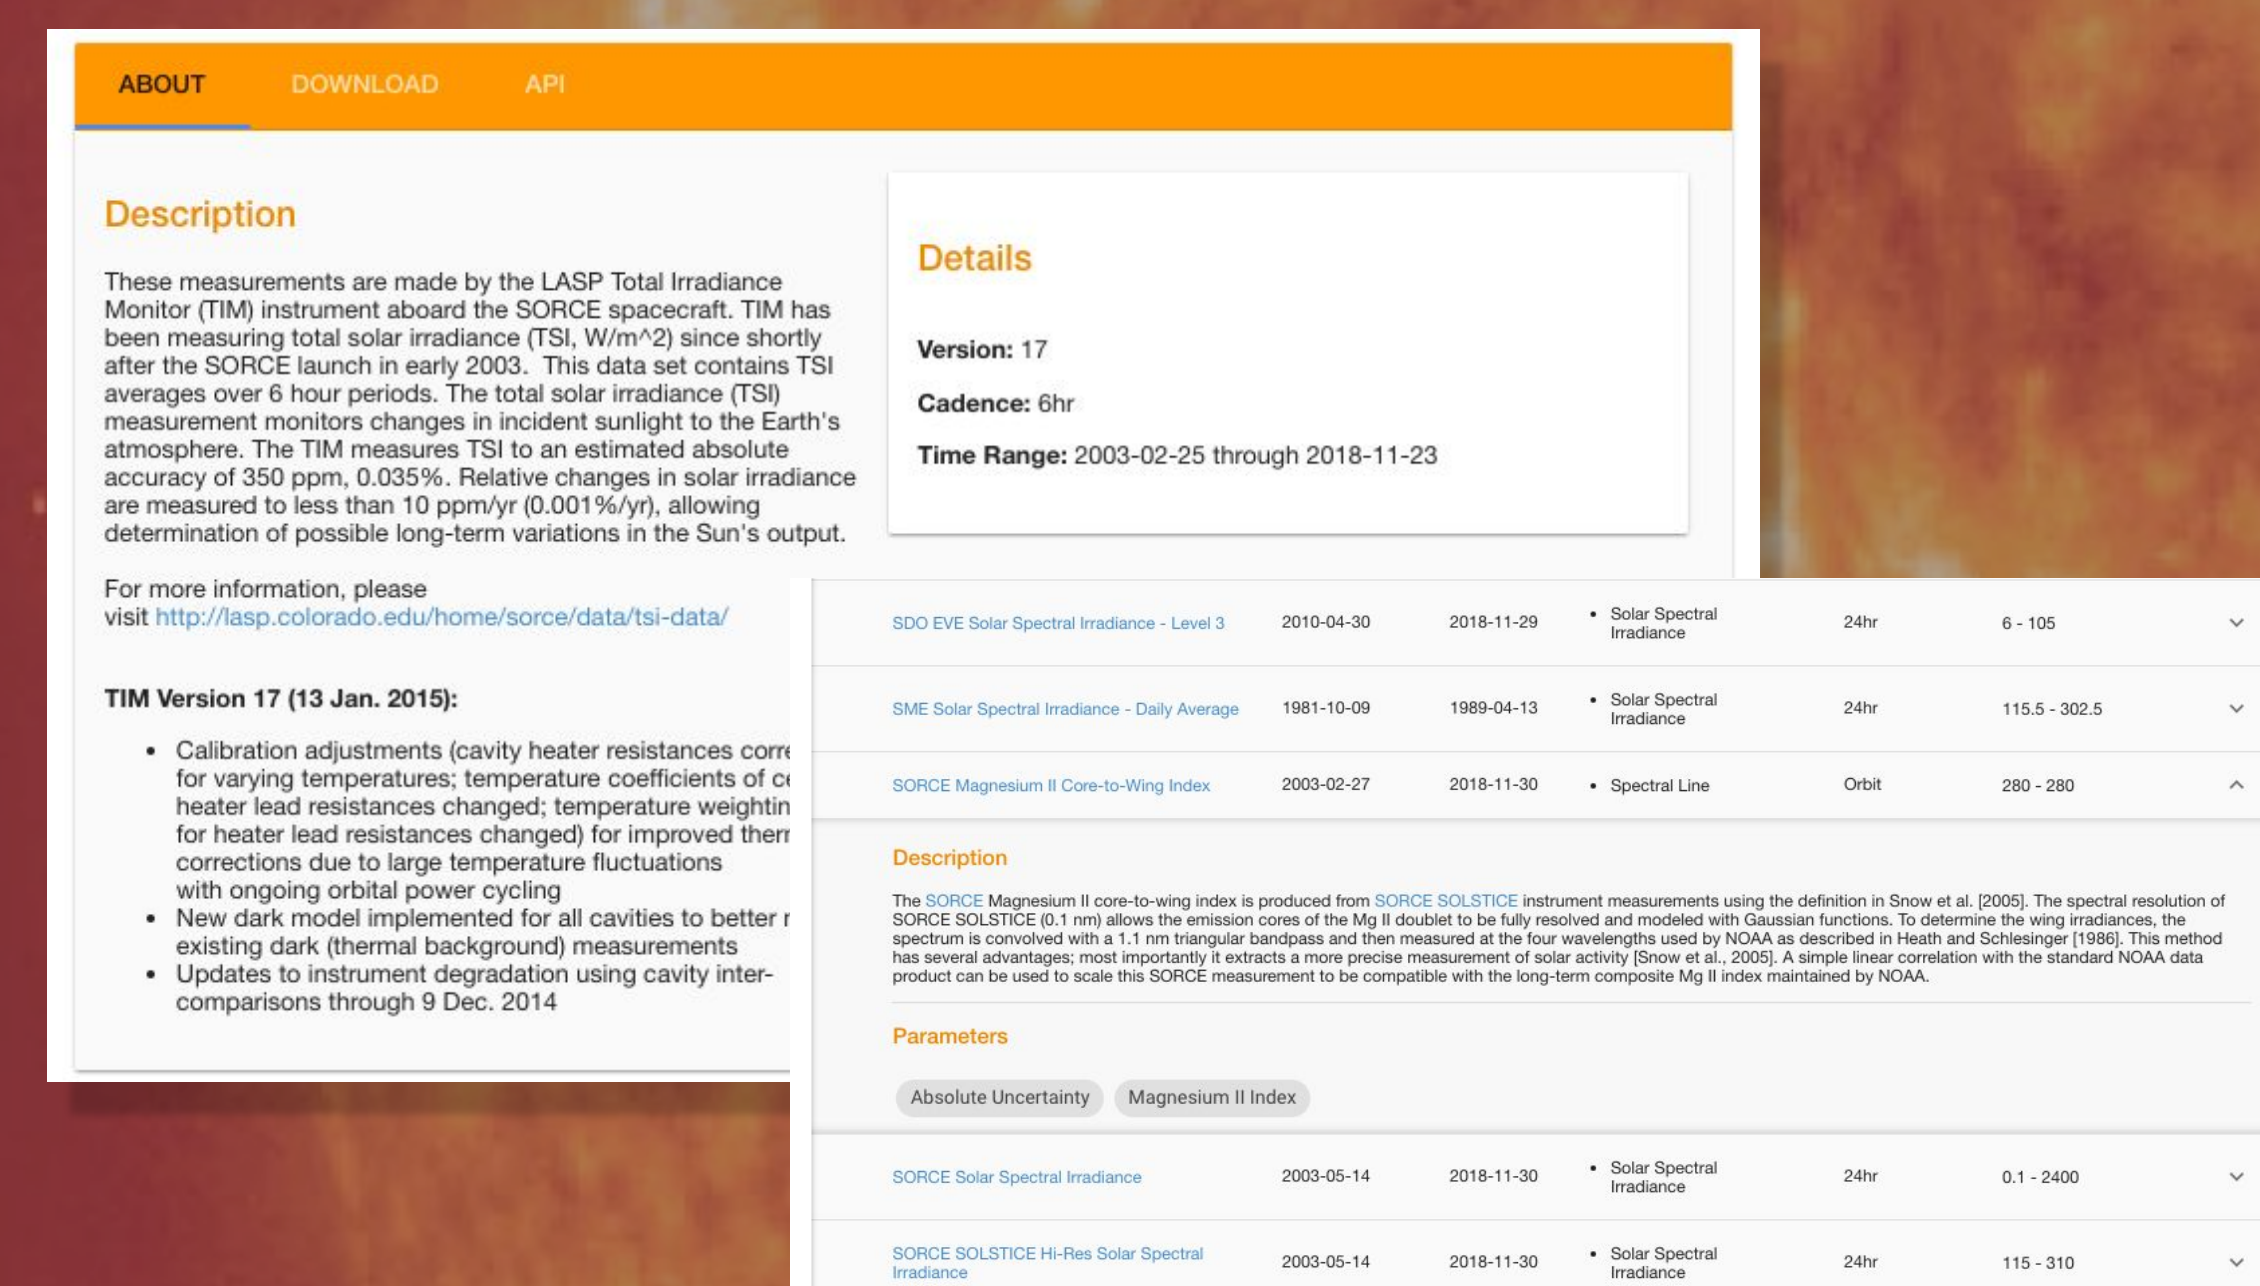 ABOUT DOWNLOAD API
Description
These measurements are made by the LASP Total Irradiance
Monitor (TIM) instrument aboard the SORCE spacecraft. TIM has
been measuring total solar irradiance (TSI, W/m^2) since shortly
after the SORCE launch in early 2003.  This data set contains TSI
averages over 6 hour periods. The total solar irradiance (TSI)
measurement monitors changes in incident sunlight to the Earth's
atmosphere. The TIM measures TSI to an estimated absolute
accuracy of 350 ppm, 0.035%. Relative changes in solar irradiance
are measured to less than 10 ppm/yr (0.001%/yr), allowing
determination of possible long-term variations in the Sun's output.
For more information, please
visit http://lasp.colorado.edu/home/sorce/data/tsi-data/
TIM Version 17 (13 Jan. 2015):
• Calibration adjustments (cavity heater resistances corre
for varying temperatures; temperature coefficients of ce
heater lead resistances changed; temperature weightin
for heater lead resistances changed) for improved therm
corrections due to large temperature fluctuations
with ongoing orbital power cycling
• New dark model implemented for all cavities to better r
existing dark (thermal background) measurements
• Updates to instrument degradation using cavity inter-
comparisons through 9 Dec. 2014
Details
Version: 17
Cadence: 6hr
Time Range: 2003-02-25 through 2018-11-23
SDO EVE Solar Spectral Irradiance - Level 3 2010-04-30 2018-11-29 • Solar Spectral
Irradiance 24hr 6 - 105
SME Solar Spectral Irradiance - Daily Average 1981-10-09 1989-04-13 • Solar Spectral
Irradiance 24hr 115.5 - 302.5
SORCE Magnesium II Core-to-Wing Index 2003-02-27 2018-11-30 • Spectral Line Orbit 280 - 280
Description
The SORCE Magnesium II core-to-wing index is produced from SORCE SOLSTICE instrument measurements using the definition in Snow et al. [2005]. The spectral resolution of
SORCE SOLSTICE (0.1 nm) allows the emission cores of the Mg II doublet to be fully resolved and modeled with Gaussian functions. To determine the wing irradiances, the
spectrum is convolved with a 1.1 nm triangular bandpass and then measured at the four wavelengths used by NOAA as described in Heath and Schlesinger [1986]. This method
has several advantages; most importantly it extracts a more precise measurement of solar activity [Snow et al., 2005]. A simple linear correlation with the standard NOAA data
product can be used to scale this SORCE measurement to be compatible with the long-term composite Mg II index maintained by NOAA.
Parameters
Absolute Uncertainty Magnesium II Index
SORCE Solar Spectral Irradiance 2003-05-14 2018-11-30 • Solar Spectral
Irradiance 24hr 0.1 - 2400
SORCE SOLSTICE Hi-Res Solar Spectral
Irradiance 2003-05-14 2018-11-30 • Solar Spectral
Irradiance 24hr 115 - 310